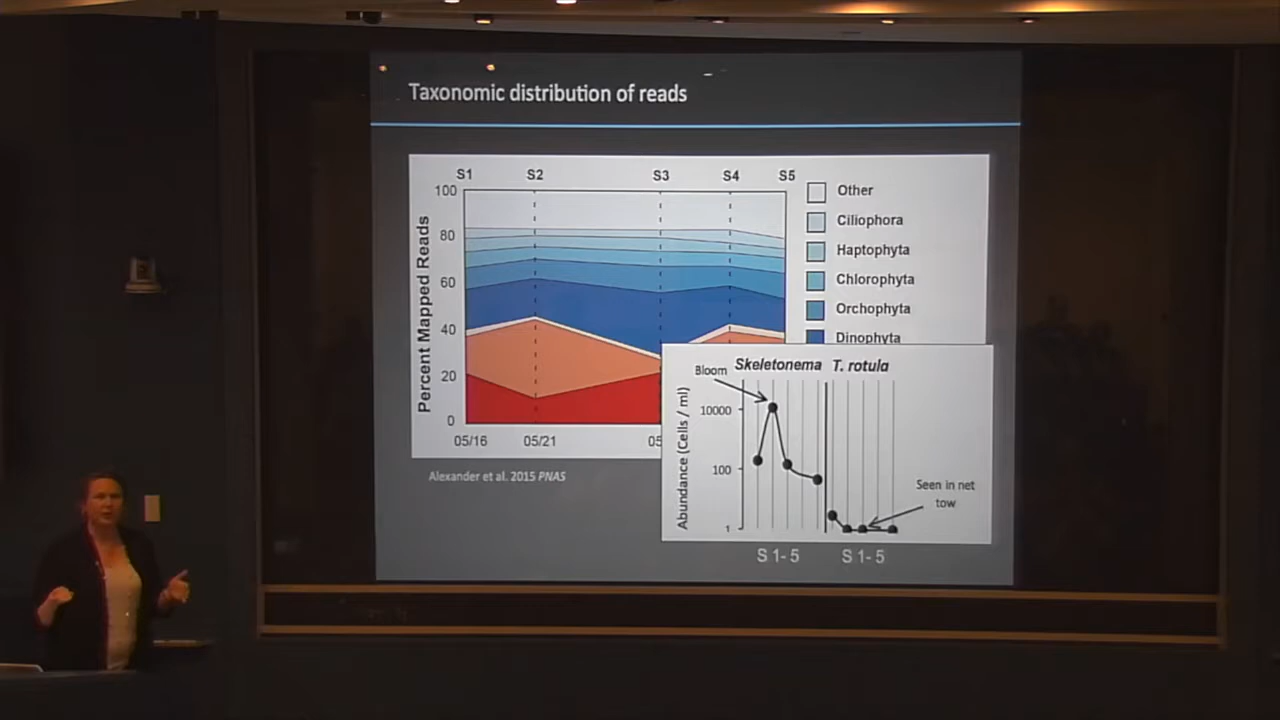 Taxonomic distribution of reads
S1 S2 S3 S4 S5
Percent Mapped Reads
100
80
60
40
20
0
05/16 05/21 05
Other
Ciliophora
Haptophyta
Chlorophyta
Orchophyta
Dinophyta
Alexander et al. 2015 PNAS
Bloom
Skeletonema T. rotula
Abundance (Cells / ml)
10000
100
1
Seen in net
tow
S 1- 5 S 1- 5